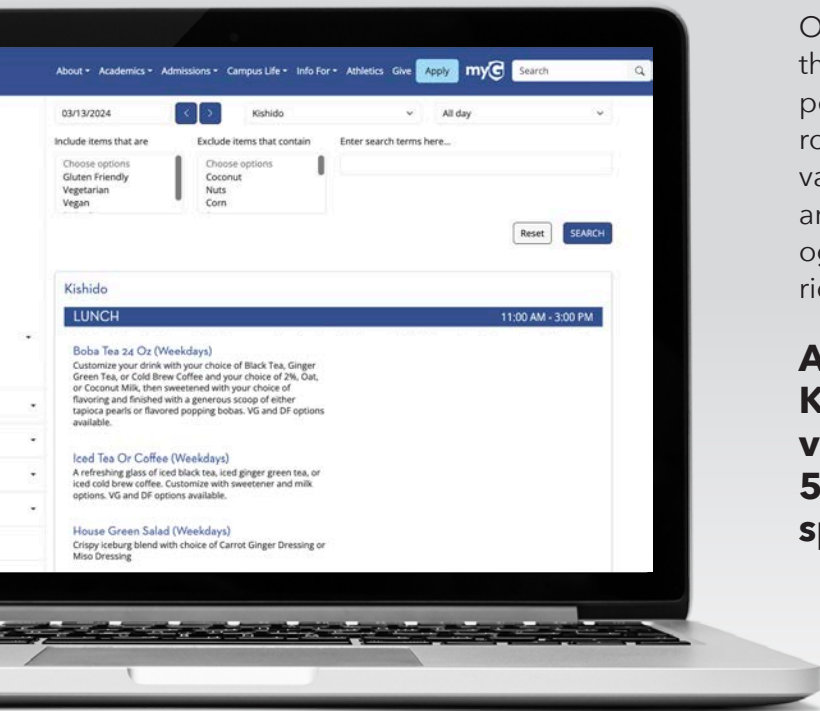 About Academics Admissions Campus Life Info For Athletics Give Apply myG Search
03/13/2024 < > Kishido All day
Include items that are Exclude items that contain Enter search terms here...
Choose options Choose options
Gluten Friendly Coconut
Vegetarian Nuts
Vegan Corn
Reset SEARCH
Kishido
LUNCH 11:00 AM - 3:00 PM
Boba Tea 24 Oz (Weekdays)
Customize your drink with your choice of Black Tea, Ginger
Green Tea, or Cold Brew Coffee and your choice of 2%, Oat,
or Coconut Milk, then sweetened with your choice of
flavoring and finished with a generous scoop of either
tapioca pearls or flavored popping bobas. VG and DF options
available.
Iced Tea Or Coffee (Weekdays)
A refreshing glass of iced black tea, iced ginger green tea, or
iced cold brew coffee. Customize with sweetener and milk
options. VG and DF options available.
House Green Salad (Weekdays)
Crispy iceburg blend with choice of Carrot Ginger Dressing or
Miso Dressing